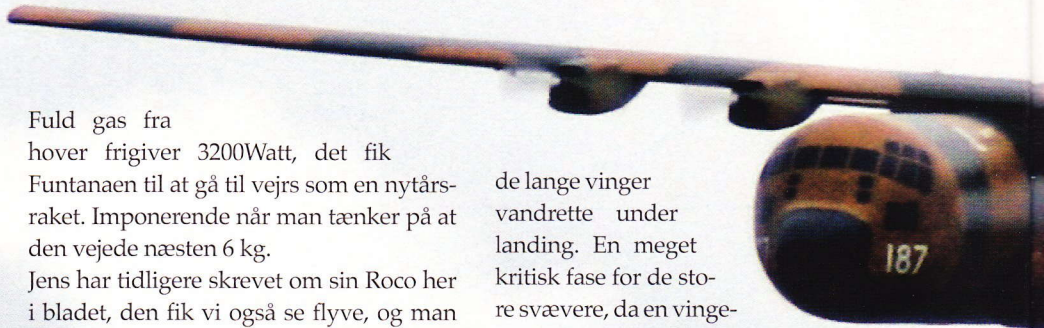 Fuld gas fra
hover frigiver 3200Watt, det fik
Funtanaen til at gå til vejrs som en nytårs-
raket. Imponerende når man tænker på at
den vejede næsten 6 kg.
Jens har tidligere skrevet om sin Roco her
i bladet, den fik vi også se flyve, og man
de lange vinger
vandrette under
landing. En meget
kritisk fase for de sto-
re svævere, da en vinge-
187